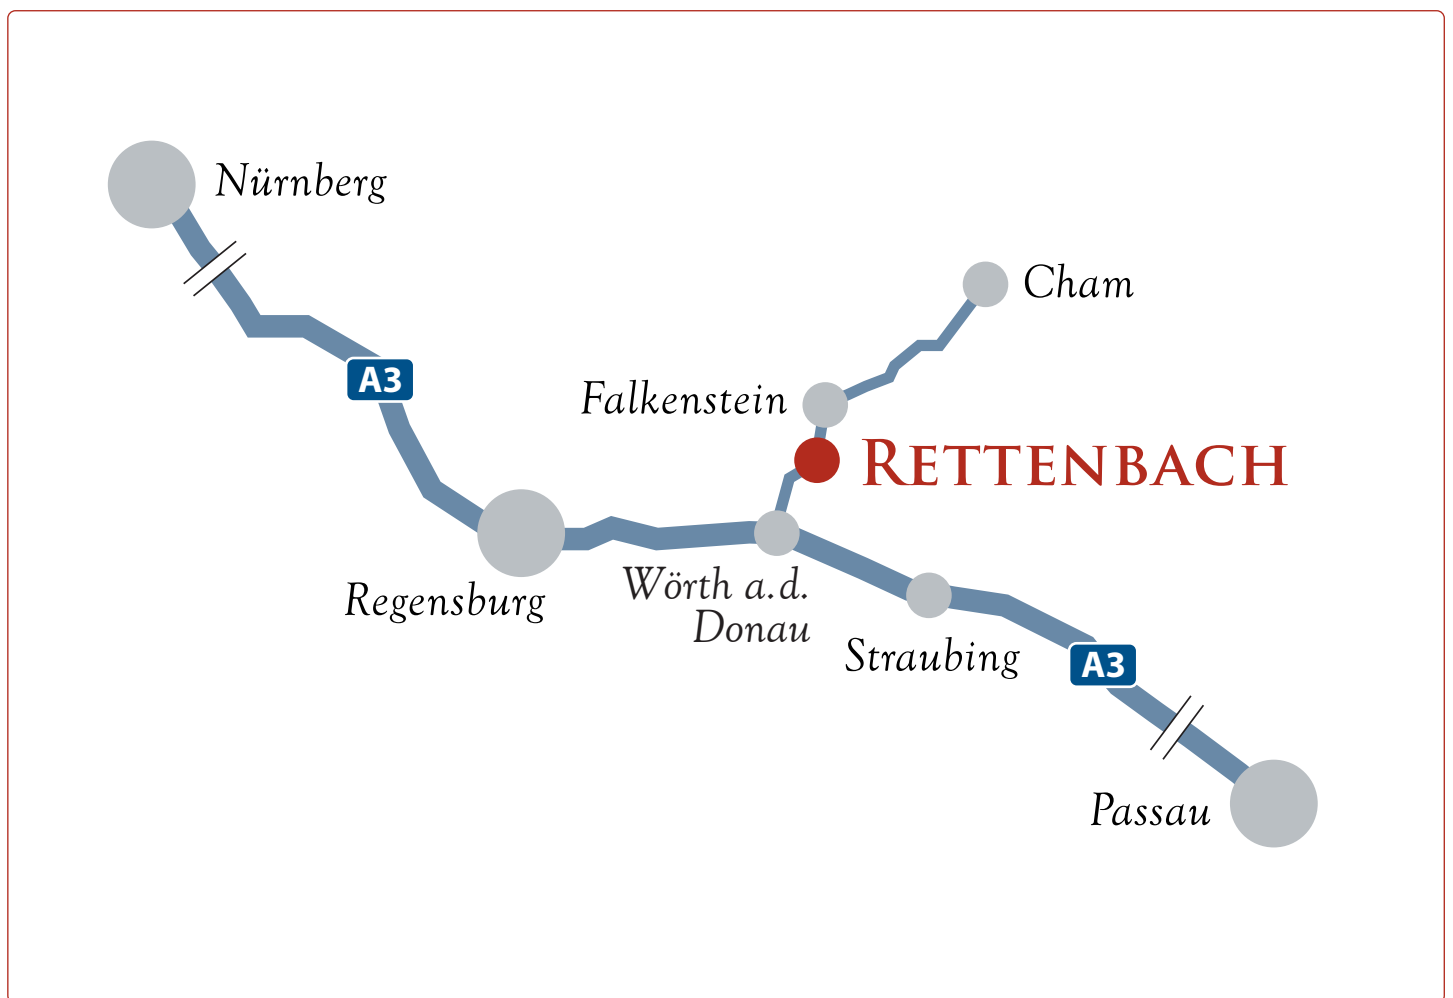 Nürnberg
Cham
A3
Falkenstein
RETTENBACH
Wörth a.d.
Donau
Regensburg
Straubing
A3
Passau